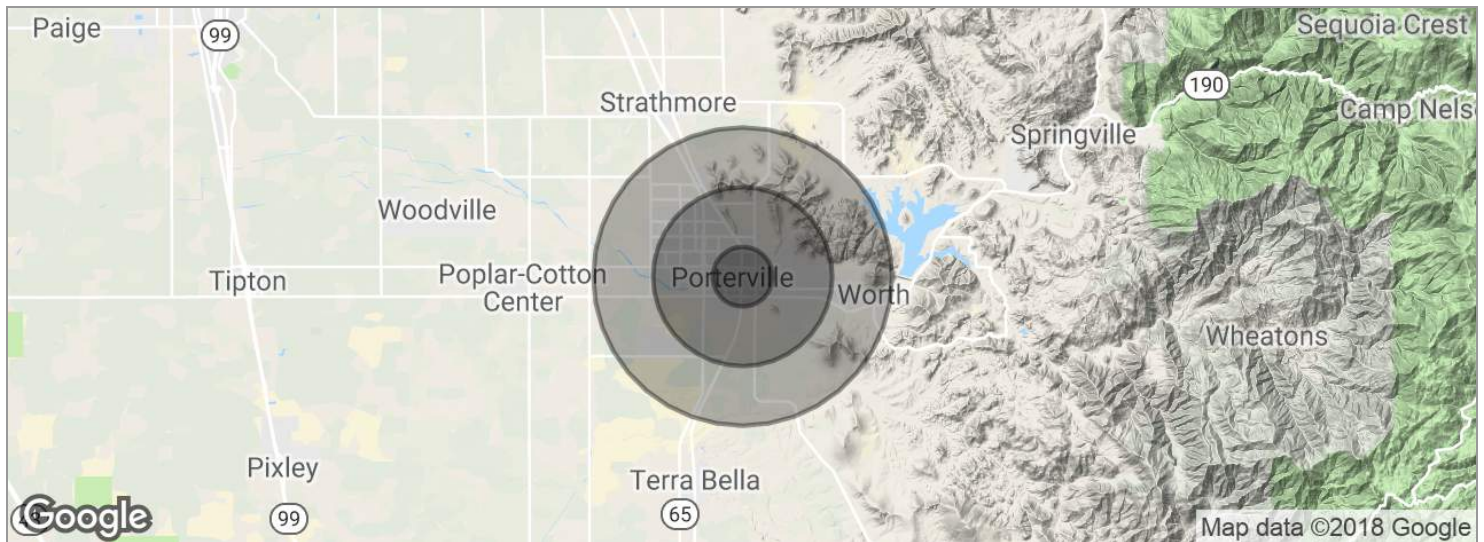 Paige
99
Sequoia Crest
190
Strathmore
Camp Nels
Springville
Woodville
Tipton
Poplar-Cotton
Center
Porterville
Worth
Wheatons
Pixley
Terra Bella
65
99
Google
Map data ©2018 Google